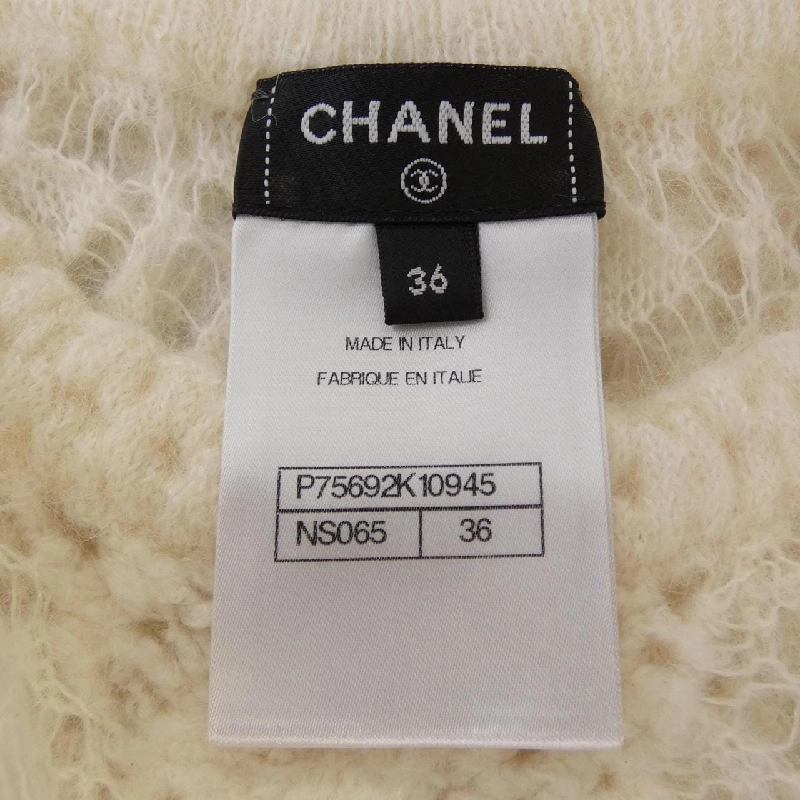 CHANEL
36
MADE IN ITALY
FABRIQUE EN ITALIE
P75692K10945
NS065 36